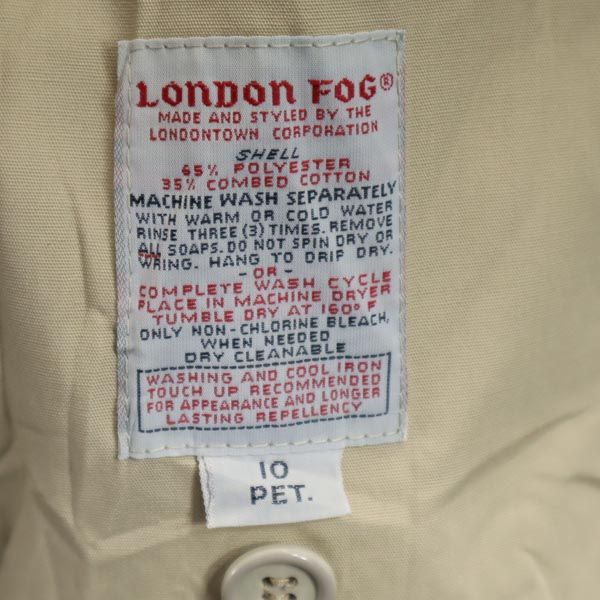 LONDON FOG®
MADE AND STYLED BY THE
LONDONTOWN CORPORATION
SHELL
65% POLYESTER
35% COMBED COTTON
MACHINE WASH SEPARATELY
WITH WARM OR COLD WATER
RINSE THREE (3) TIMES. REMOVE
ALL SOAPS. DO NOT SPIN DRY OR
WRING. HANG TO DRIP DRY.
-OR-
COMPLETE WASH CYCLE
PLACE IN MACHINE DRYER
TUMBLE DRY AT 160° F
ONLY NON-CHLORINE BLEACH,
WHEN NEEDED
DRY CLEANABLE
WASHING AND COOL IRON
TOUCH UP RECOMMENDED
FOR APPEARANCE AND LONGER
LASTING REPELLENCY
10
PET.